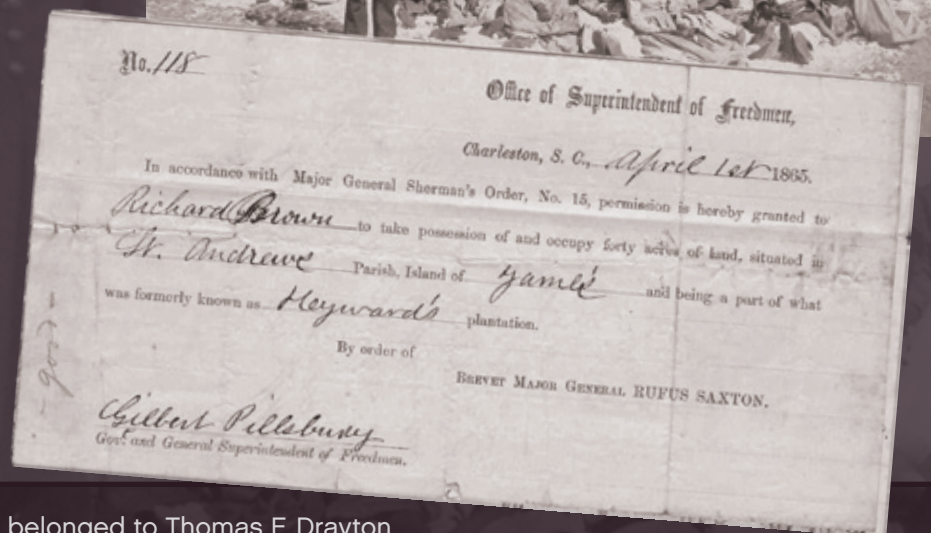 No. 118
Office of Superintendent of Freedmen,
Charleston, S. C., April 1st 1865.
In accordance with Major General Sherman's Order, No. 15, permission is hereby granted to
Richard Brown to take possession of and occupy forty acres of land, situated in
St. Andrews Parish, Island of James and being a part of what
was formerly known as Heyward's plantation.
By order of
BREVET MAJOR GENERAL RUFUS SAXTON.
Gilbert Pillsbury
Gov. and General Superintendent of Freedmen.
belonged to Thomas F Drayton